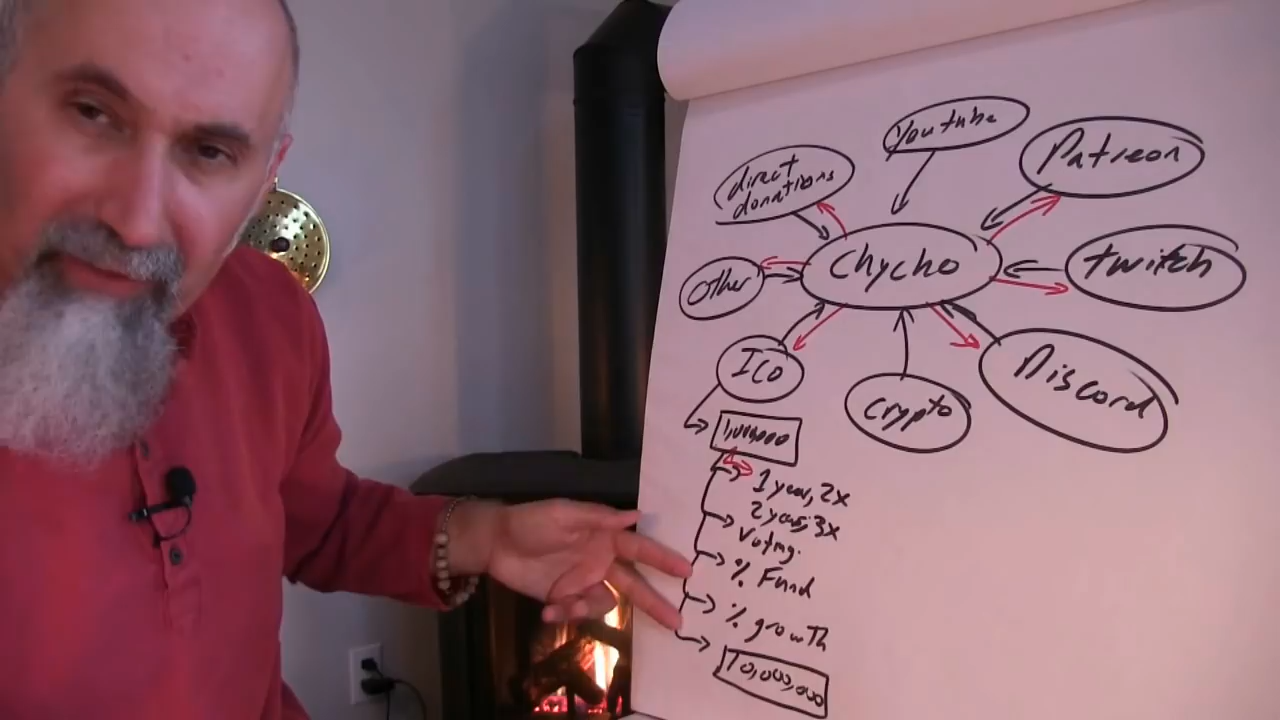 Youtube
Patreon
direct
donations
chycho
twitch
other
ICO
Discord
crypto
1,000,000
1 year, 2x
2 years, 3x
Voting.
% Fund
% growth
10,000,000